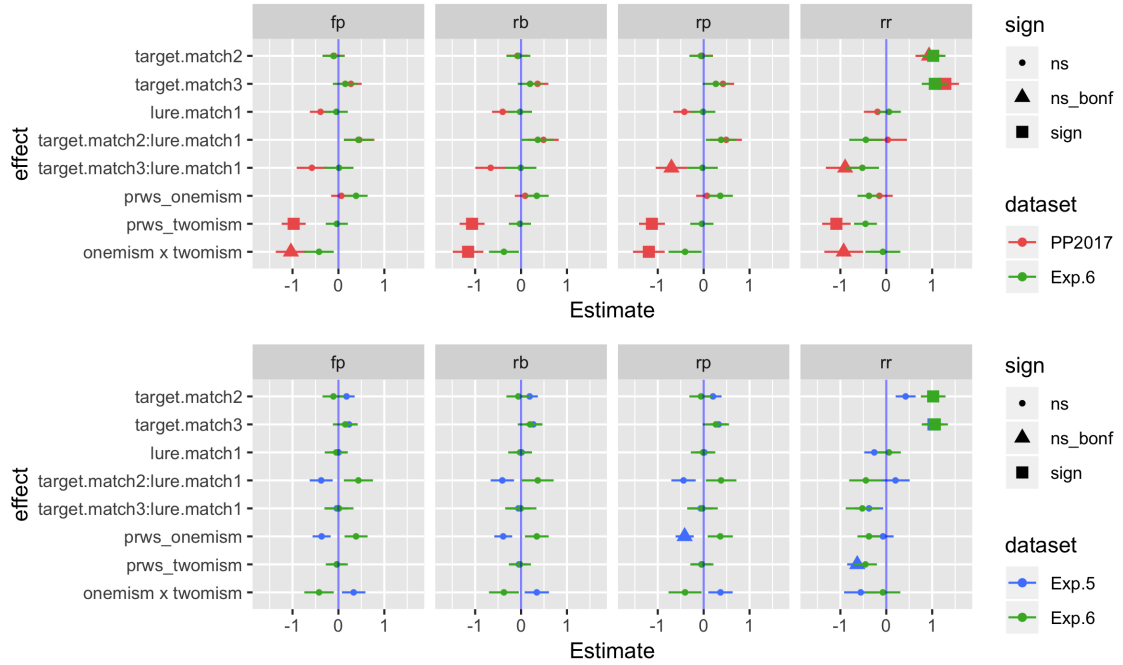 fp rb rp rr
effect
target.match2
target.match3
lure.match1
target.match2:lure.match1
target.match3:lure.match1
prws_onemism
prws_twomism
onemism x twomism
-1 0 1 -1 0 1 -1 0 1 -1 0 1
Estimate
sign
ns
ns_bonf
sign
dataset
PP2017
Exp.6
fp rb rp rr
effect
target.match2
target.match3
lure.match1
target.match2:lure.match1
target.match3:lure.match1
prws_onemism
prws_twomism
onemism x twomism
-1 0 1 -1 0 1 -1 0 1 -1 0 1
Estimate
sign
ns
ns_bonf
sign
dataset
Exp.5
Exp.6